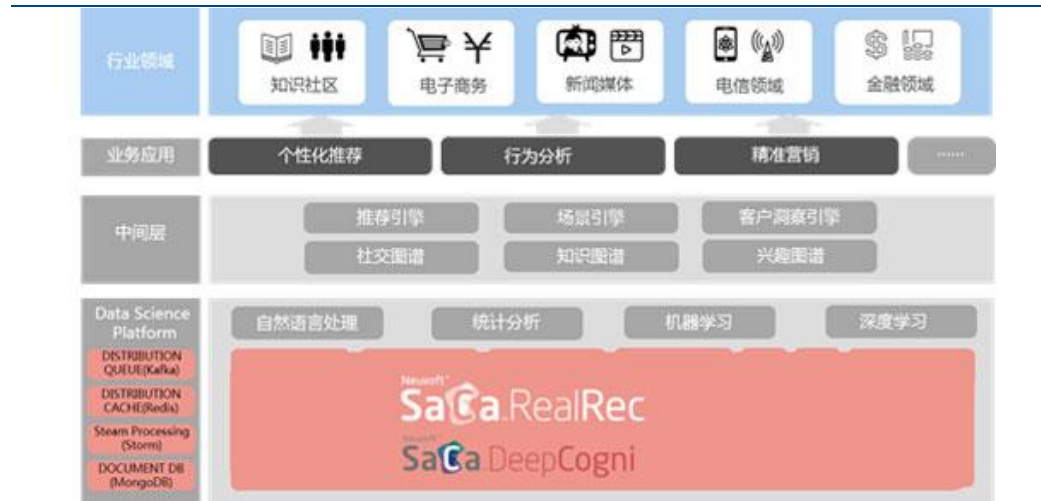 行业领域
知识社区
电子商务
新闻媒体
电信领域
金融领域
业务应用
个性化推荐
行为分析
精准营销
……
中间层
推荐引擎
场景引擎
客户洞察引擎
社交图谱
知识图谱
兴趣图谱
Data Science
Platform
自然语言处理
统计分析
机器学习
深度学习
DISTRIBUTION
QUEUE(Kafka)
DISTRIBUTION
CACHE(Redis)
Steam Processing
(Storm)
DOCUMENT DB
(MongoDB)
Neusoft
SaCa.RealRec
Neusoft
SaCa.DeepCogni